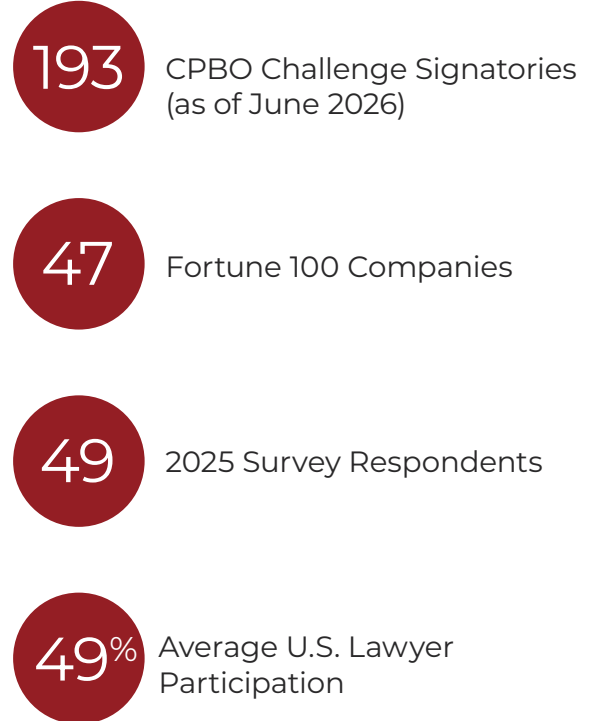 193
CPBO Challenge Signatories
(as of June 2026)
47
Fortune 100 Companies
49
2025 Survey Respondents
49%
Average U.S. Lawyer
Participation